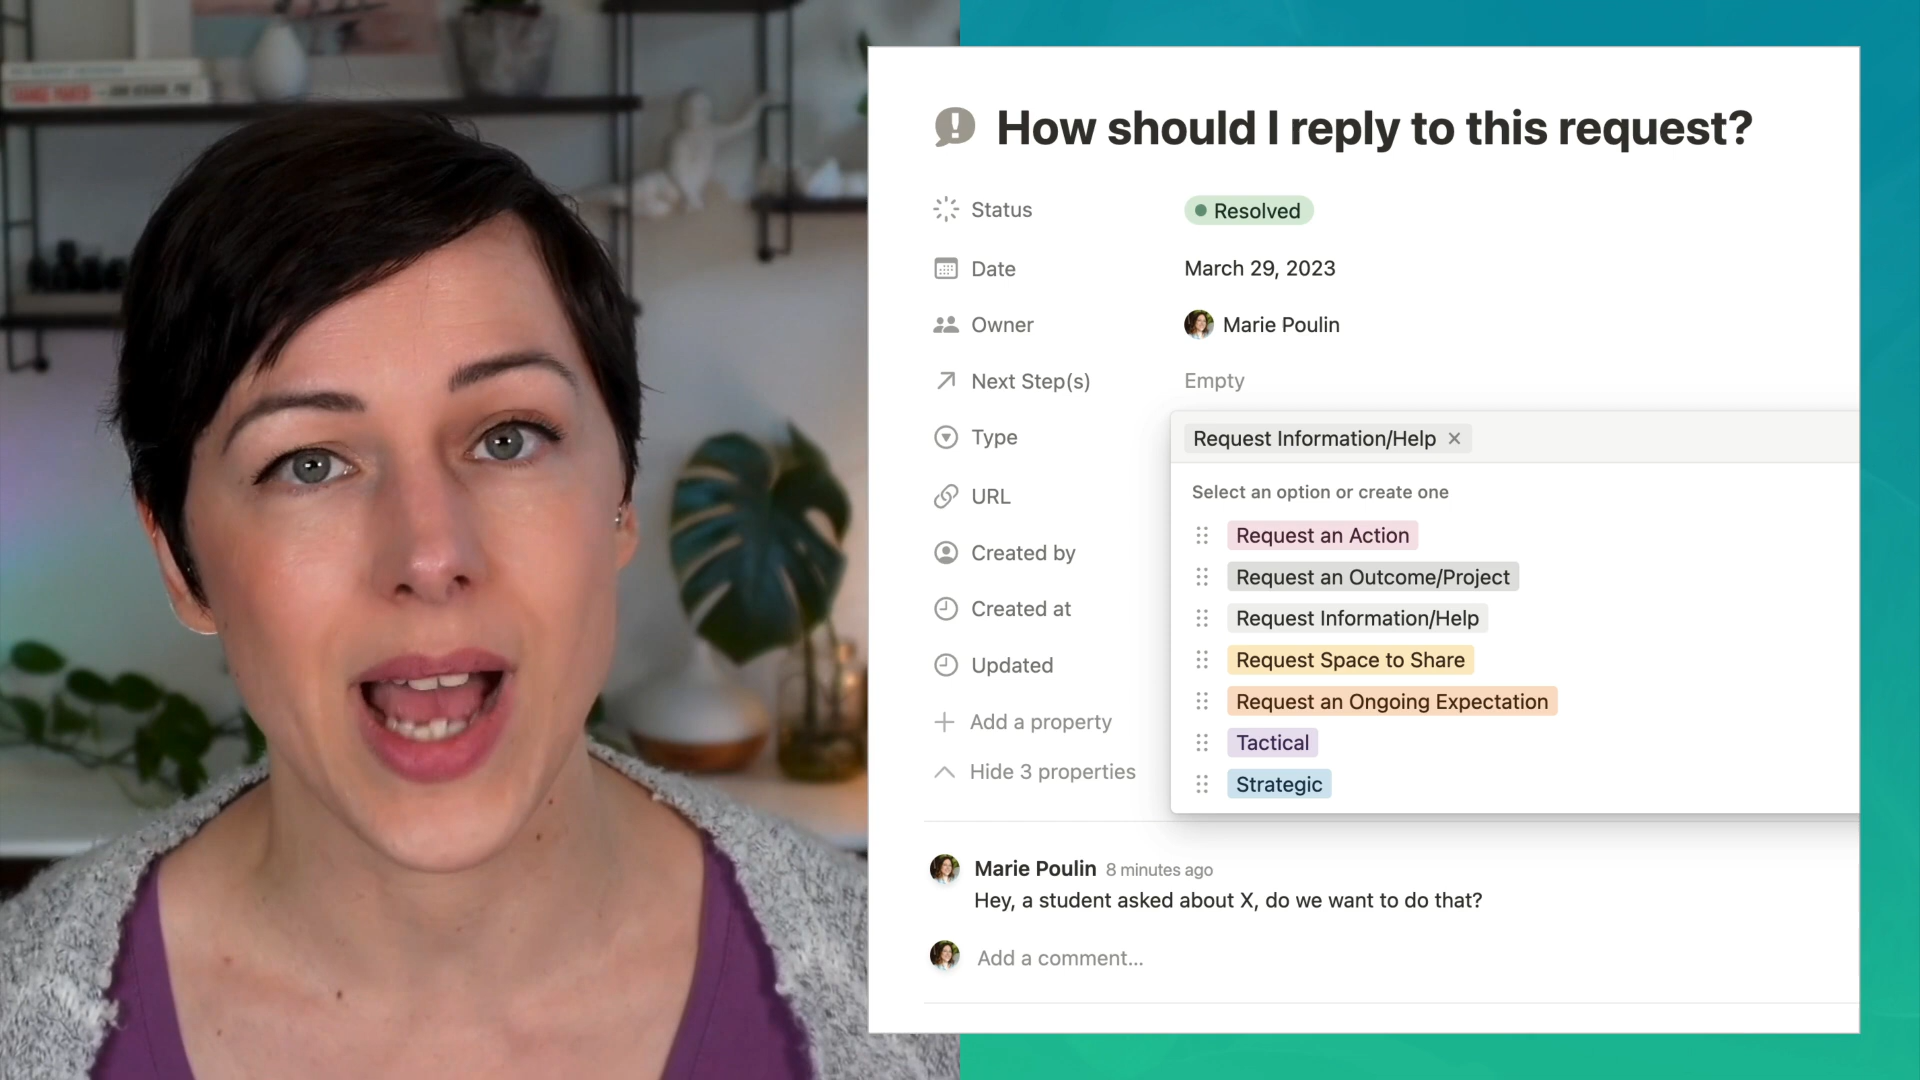 How should I reply to this request?
Status Resolved
Date March 29, 2023
Owner Marie Poulin
Next Step(s) Empty
Type Request Information/Help ×
Select an option or create one
URL
Request an Action
Created by
Request an Outcome/Project
Created at
Request Information/Help
Updated
Request Space to Share
Add a property
Request an Ongoing Expectation
Hide 3 properties
Tactical
Strategic
Marie Poulin 8 minutes ago
Hey, a student asked about X, do we want to do that?
Add a comment...